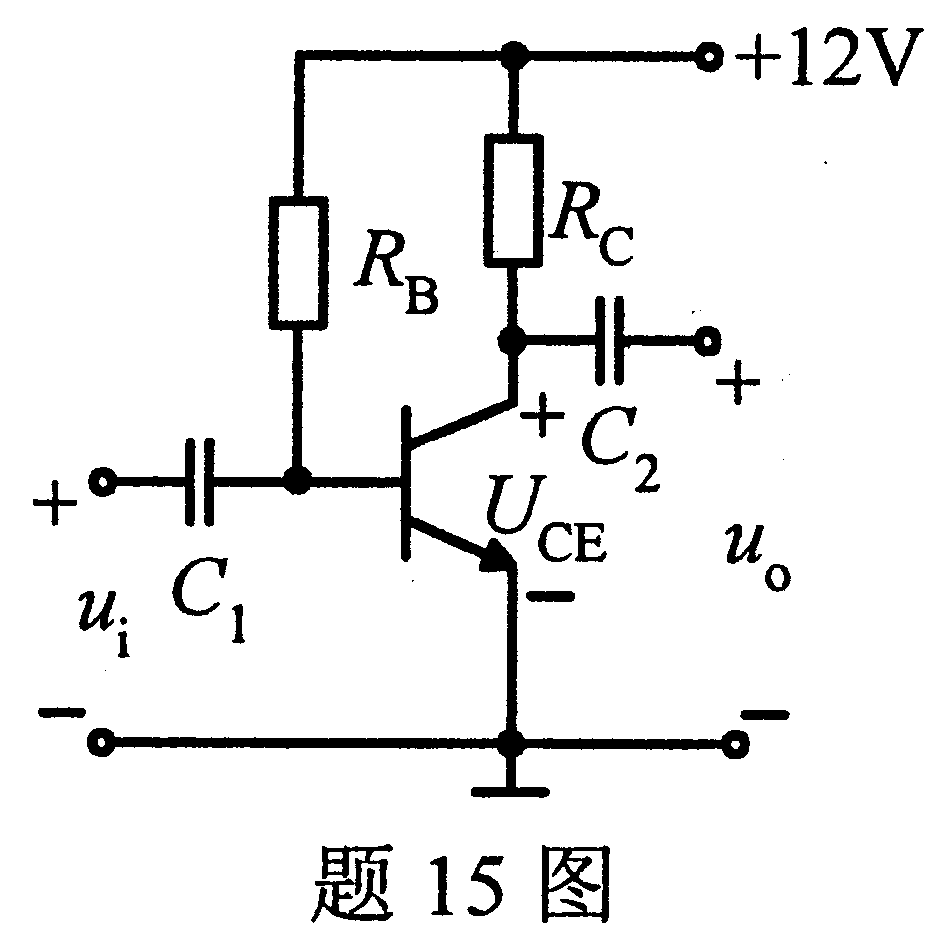 +12V
R_C
R_B
+
+ C_2
+
C_1
U_CE
u_i
u_o
−
−
−
题 15 图